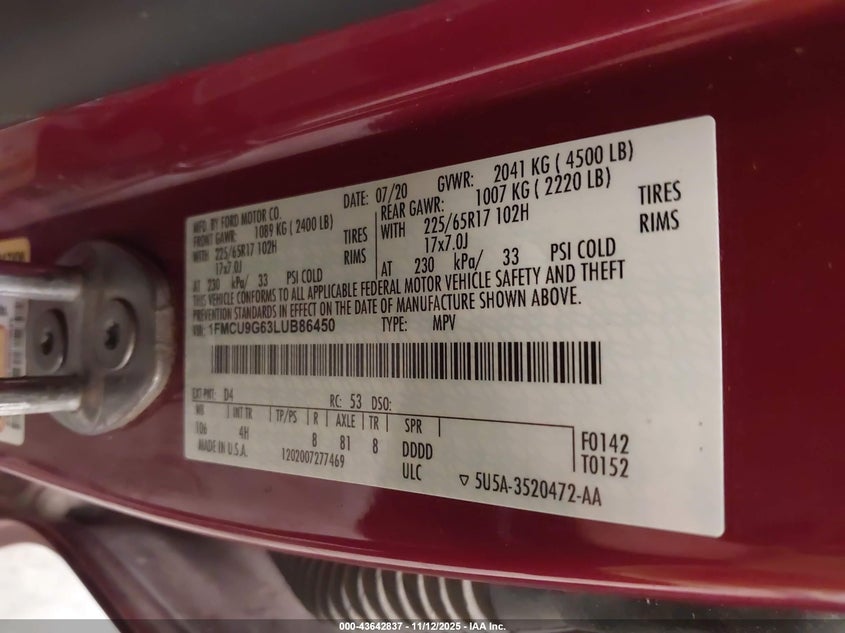 MFD. BY FORD MOTOR CO.
DATE: 07/20 GVWR: 2041 KG ( 4500 LB)
FRONT GAWR: 1089 KG ( 2400 LB)
REAR GAWR: 1007 KG ( 2220 LB)
WITH 225/65R17 102H TIRES
WITH 225/65R17 102H TIRES
17x7.0J RIMS
17x7.0J RIMS
AT 230 kPa/ 33 PSI COLD
AT 230 kPa/ 33 PSI COLD
THIS VEHICLE CONFORMS TO ALL APPLICABLE FEDERAL MOTOR VEHICLE SAFETY AND THEFT
PREVENTION STANDARDS IN EFFECT ON THE DATE OF MANUFACTURE SHOWN ABOVE.
VIN: 1FMCU9G63LUB86450 TYPE: MPV
EXT PNT: D4 RC: 53 DSO:
WB INT TR TP/PS R AXLE TR SPR
106 4H B 81 8 DDDD
MADE IN U.S.A. 1202007277469 ULC
F0142
T0152
▽ 5U5A-3520472-AA
000-43642837 - 11/12/2025 - IAA Inc.